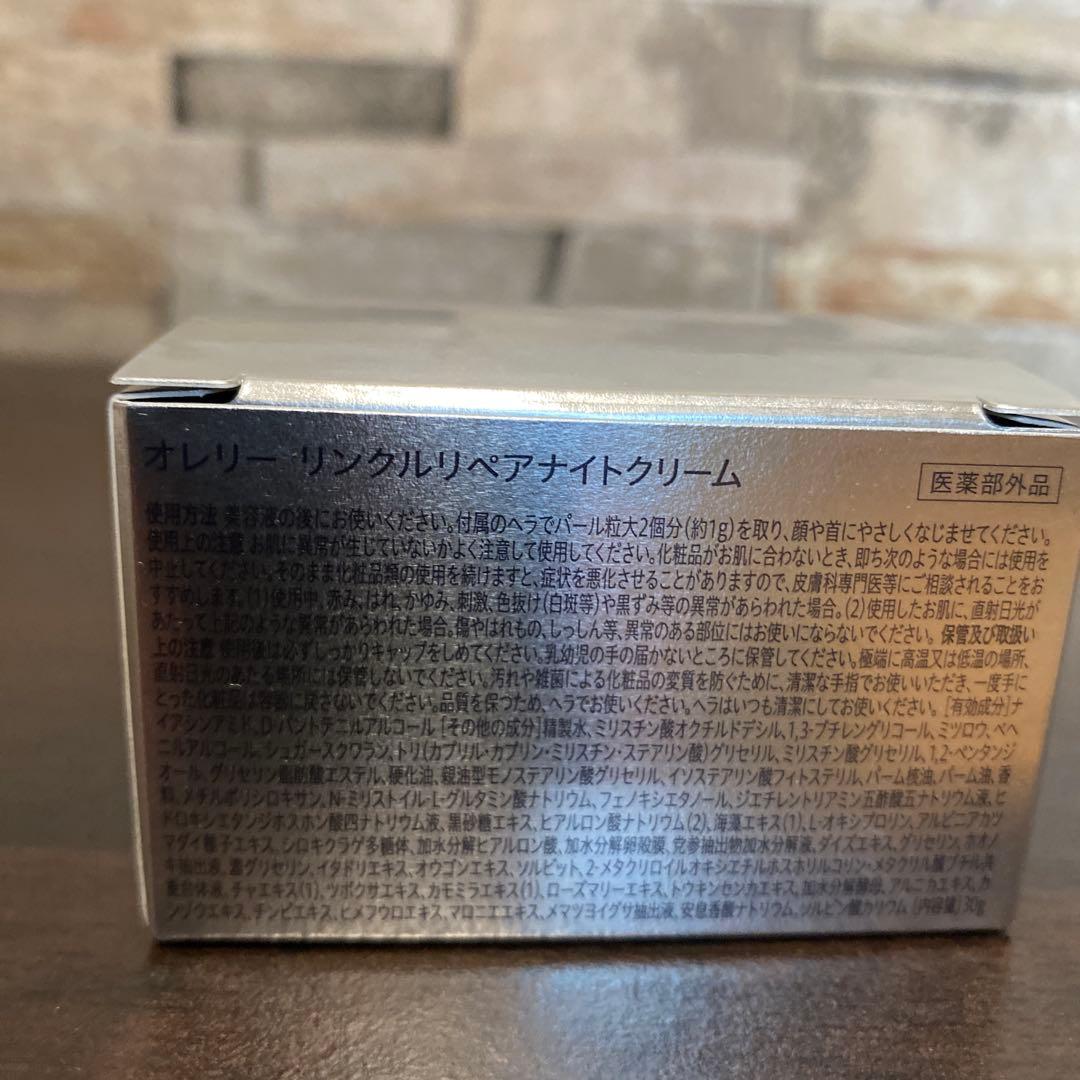 オレリー リンクルリペアナイトクリーム
医薬部外品
使用方法 美容液の後にお使いください。付属のヘラでパール粒大2個分(約1g)を取り、顔や首にやさしくなじませてください。
使用上の注意 お肌に異常が生じていないかよく注意して使用してください。化粧品がお肌に合わないとき、即ち次のような場合には使用を
中止してください。そのまま化粧品類の使用を続けますと、症状を悪化させることがありますので、皮膚科専門医等にご相談されることをお
すすめします。(1)使用中、赤み、はれ、かゆみ、刺激、色抜け(白斑等)や黒ずみ等の異常があらわれた場合。(2)使用したお肌に、直射日光が
あたって上記のような異常があらわれた場合。傷やはれもの、しっしん等、異常のある部位にはお使いにならないでください。保管及び取扱い
上の注意 使用後は必ずしっかりキャップをしめてください。乳幼児の手の届かないところに保管してください。極端に高温又は低温の場所、
直射日光のあたる場所には保管しないでください。汚れや雑菌による化粧品の変質を防ぐために、清潔な手指でお使いいただき、一度手に
とった化粧品は容器に戻さないでください。品質を保つため、ヘラでお使いください。ヘラはいつも清潔にしてお使いください。[有効成分]ナ
イアシンアミド、D-パントテニルアルコール [その他の成分]精製水、ミリスチン酸オクチルドデシル、1,3-ブチレングリコール、ミツロウ、ベヘ
ニルアルコール、シュガースクワラン、トリ(カプリル・カプリン・ミリスチン・ステアリン酸)グリセリル、ミリスチン酸グリセリル、1,2-ペンタンジ
オール、グリセリン脂肪酸エステル、硬化油、親油型モノステアリン酸グリセリル、イソステアリン酸フィトステリル、パーム核油、パーム油、香
料、メチルポリシロキサン、N-ミリストイル-L-グルタミン酸ナトリウム、フェノキシエタノール、ジエチレントリアミン五酢酸五ナトリウム液、ヒ
ドロキシエタンジホスホン酸四ナトリウム液、黒砂糖エキス、ヒアルロン酸ナトリウム(2)、海藻エキス(1)、L-オキシプロリン、アルピニアカツ
マダイ種子エキス、シロキクラゲ多糖体、加水分解ヒアルロン酸、加水分解卵殻膜、党参抽出物加水分解液、ダイズエキス、グリセリン、ホオノ
キ抽出液、濃グリセリン、イタドリエキス、オウゴンエキス、ソルビット、2-メタクリロイルオキシエチルホスホリルコリン・メタクリル酸ブチル共
重合体液、チャエキス(1)、ツボクサエキス、カモミラエキス(1)、ローズマリーエキス、トウキンセンカエキス、加水分解酵母、アルニカエキス、カ
ンゾウエキス、チンピエキス、ヒメフウロエキス、マロニエエキス、メマツヨイグサ抽出液、安息香酸ナトリウム、ソルビン酸カリウム [内容量]30g